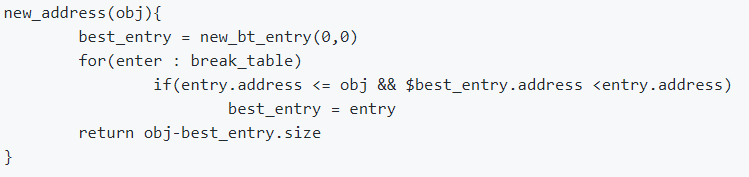 new_address(obj){
best_entry = new_bt_entry(0,0)
for(enter : break_table)
if(entry.address <= obj && $best_entry.address <entry.address)
best_entry = entry
return obj-best_entry.size
}